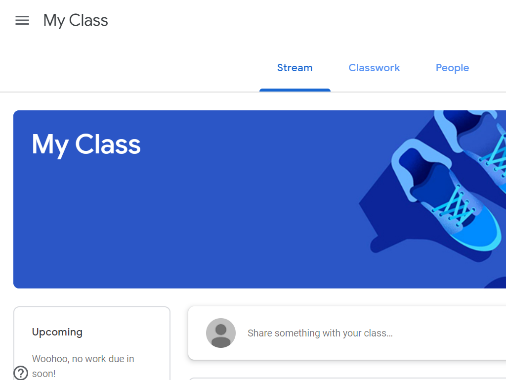 My Class
Stream
Classwork
People
My Class
Upcoming
Woohoo, no work due in
soon!
Share something with your class...